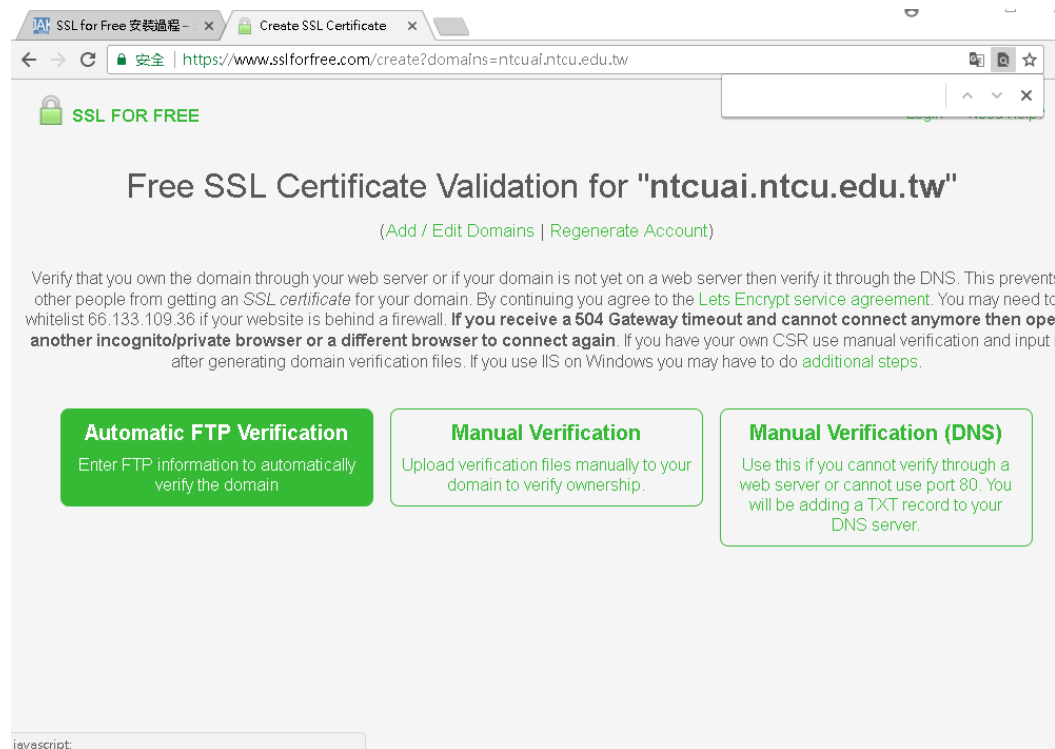 SSL for Free 安裝過程 –
Create SSL Certificate
安全 | https://www.sslforfree.com/create?domains=ntcuai.ntcu.edu.tw
SSL FOR FREE
Login Need Help?
Free SSL Certificate Validation for "ntcuai.ntcu.edu.tw"
(Add / Edit Domains | Regenerate Account)
Verify that you own the domain through your web server or if your domain is not yet on a web server then verify it through the DNS. This prevents
other people from getting an SSL certificate for your domain. By continuing you agree to the Lets Encrypt service agreement. You may need to
whitelist 66.133.109.36 if your website is behind a firewall. If you receive a 504 Gateway timeout and cannot connect anymore then ope
another incognito/private browser or a different browser to connect again. If you have your own CSR use manual verification and input
after generating domain verification files. If you use IIS on Windows you may have to do additional steps.
Automatic FTP Verification
Enter FTP information to automatically
verify the domain
Manual Verification
Upload verification files manually to your
domain to verify ownership.
Manual Verification (DNS)
Use this if you cannot verify through a
web server or cannot use port 80. You
will be adding a TXT record to your
DNS server.
javascript: